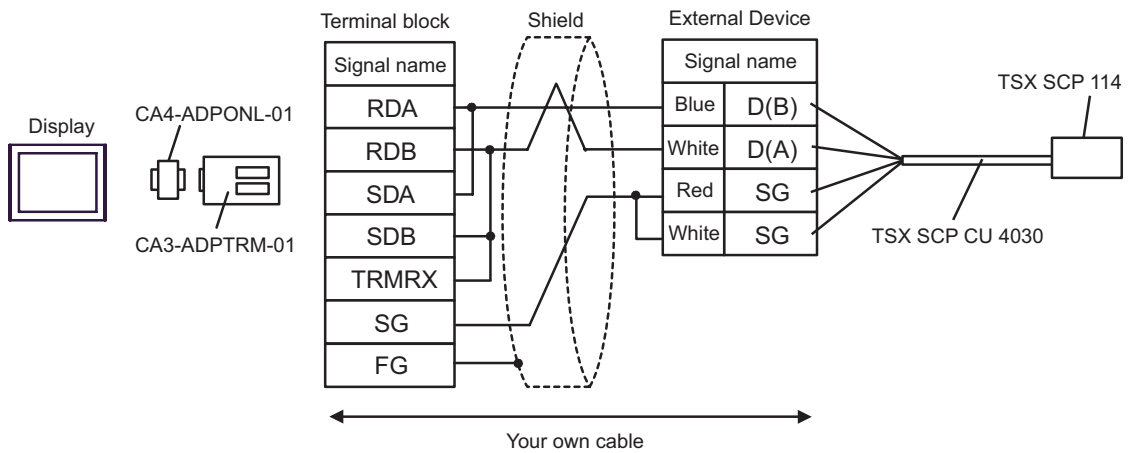 Terminal block
Shield
External Device
Signal name
Signal name
TSX SCP 114
Display
CA4-ADPONL-01
CA3-ADPTRM-01
RDA
RDB
SDA
SDB
TRMRX
SG
FG
Blue D(B)
White D(A)
Red SG
White SG
TSX SCP CU 4030
Your own cable